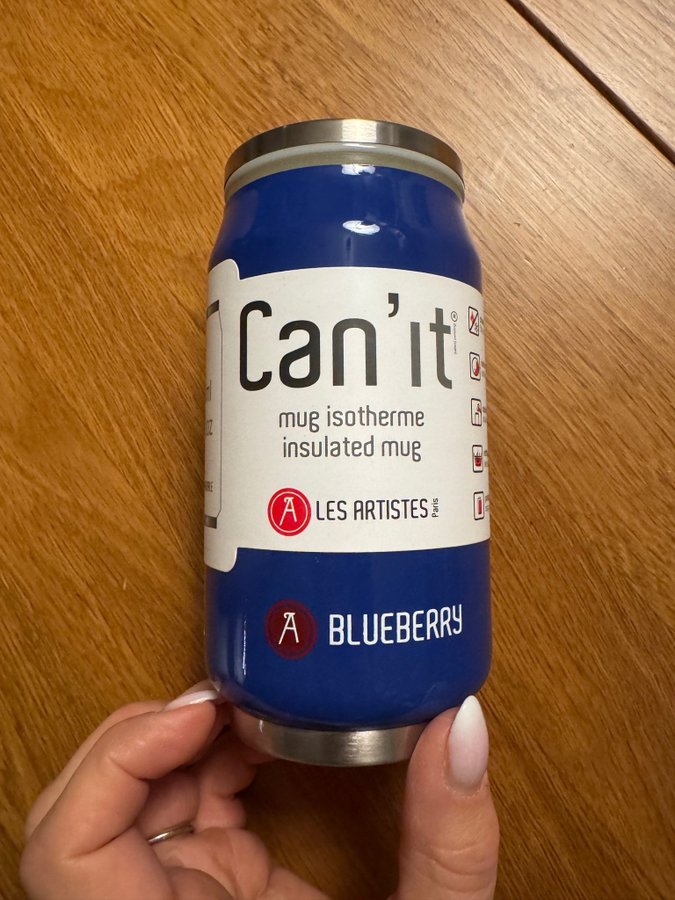 Can'it
®
mug isotherme
insulated mug
A LES ARTISTES Paris
A BLUEBERRY